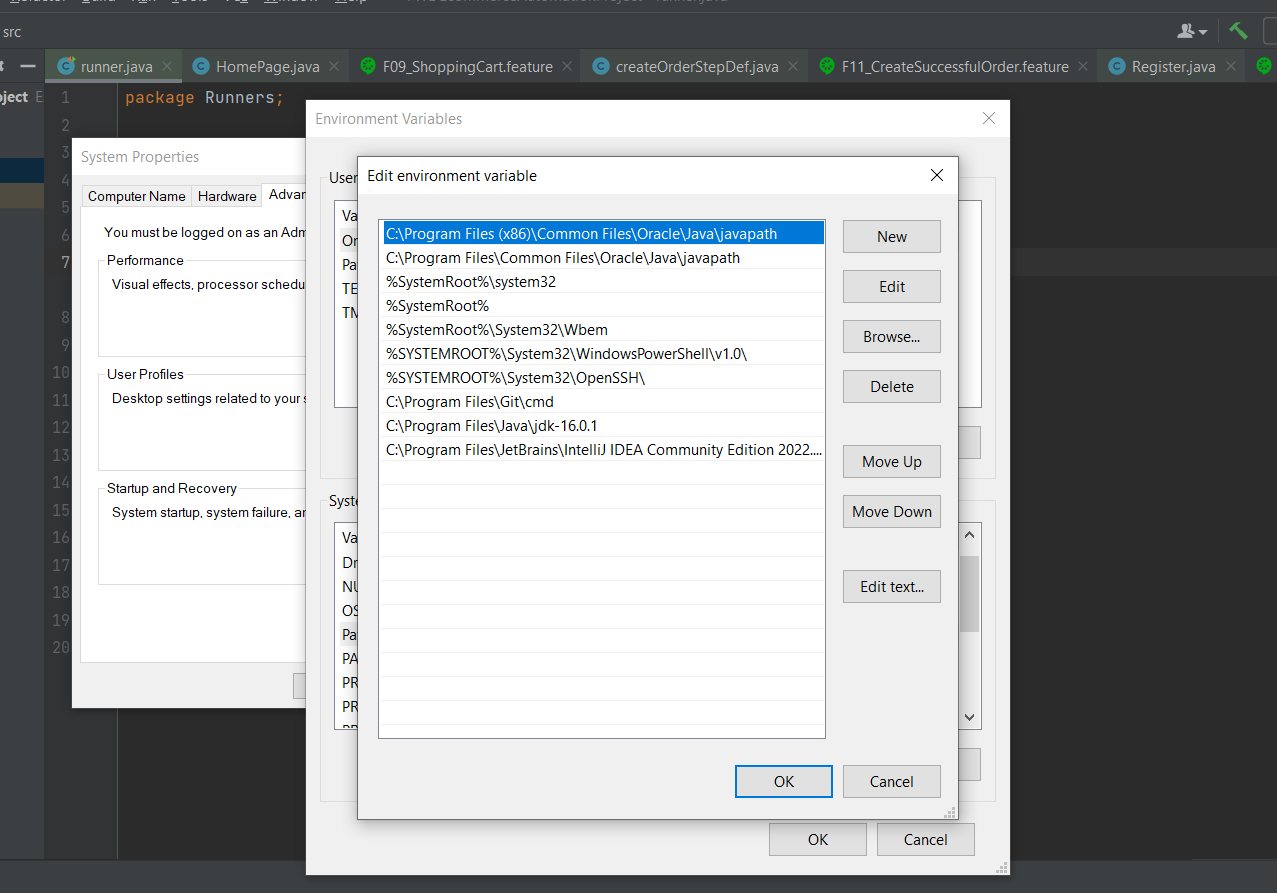 src
runner.java
HomePage.java
F09_ShoppingCart.feature
createOrderStepDef.java
F11_CreateSuccessfulOrder.feature
Register.java
oject E
1 package Runners;
2
3
4
5
6
7
8
9
10
11
12
13
14
15
16
17
18
19
20
System Properties
Computer Name
Hardware
Advan
You must be logged on as an Adm
Performance
Visual effects, processor schedu
User Profiles
Desktop settings related to your s
Startup and Recovery
System startup, system failure, an
Environment Variables
User
Va
On
Pa
TE
TM
Syste
Va
Dr
NU
OS
Pa
PA
PR
PR
OK
Cancel
Edit environment variable
C:\Program Files (x86)\Common Files\Oracle\Java\javapath
C:\Program Files\Common Files\Oracle\Java\javapath
%SystemRoot%\system32
%SystemRoot%
%SystemRoot%\System32\Wbem
%SYSTEMROOT%\System32\WindowsPowerShell\v1.0\
%SYSTEMROOT%\System32\OpenSSH\
C:\Program Files\Git\cmd
C:\Program Files\Java\jdk-16.0.1
C:\Program Files\JetBrains\IntelliJ IDEA Community Edition 2022....
New
Edit
Browse...
Delete
Move Up
Move Down
Edit text...
OK
Cancel